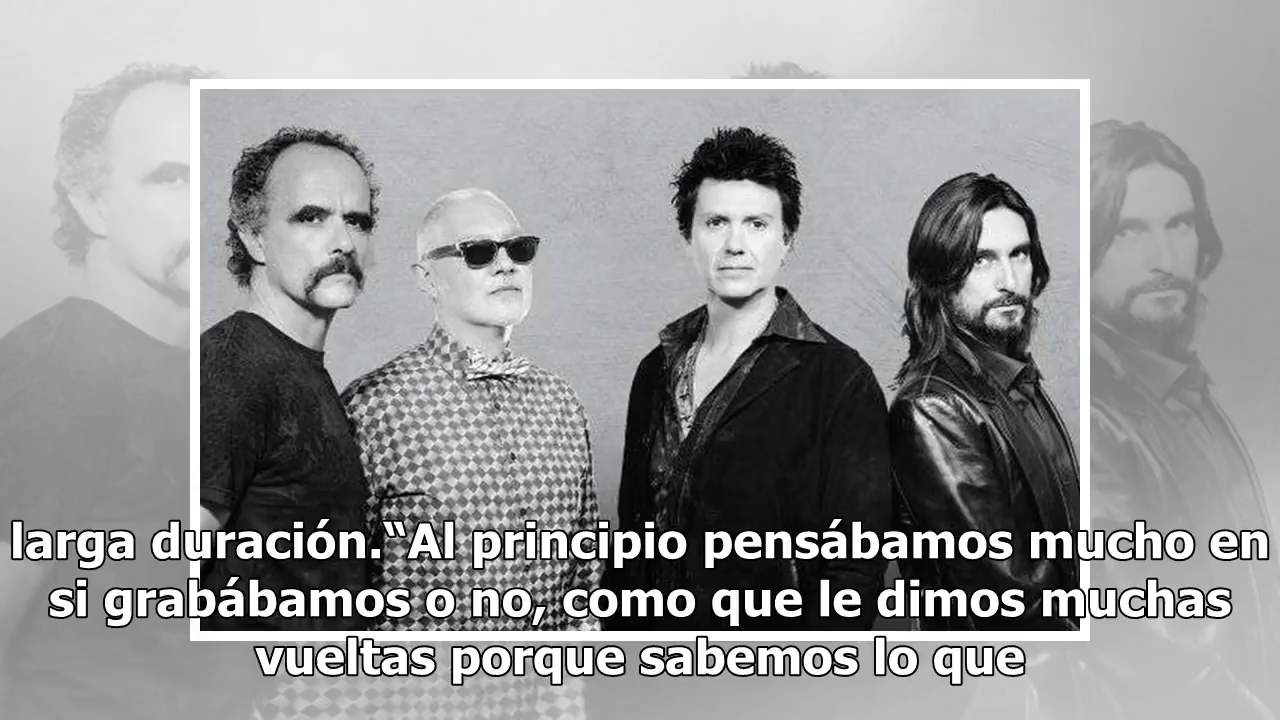 larga duración.“Al principio pensábamos mucho en
si grabábamos o no, como que le dimos muchas
vueltas porque sabemos lo que